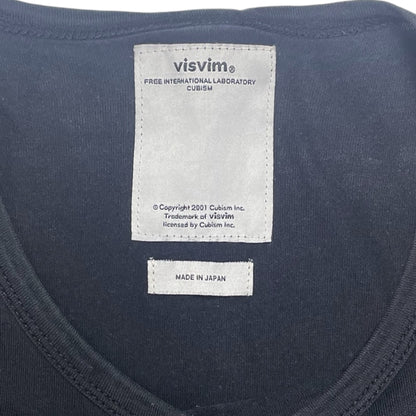 visvim®
FREE INTERNATIONAL LABORATORY
CUBISM
© Copyright 2001 Cubism Inc.
Trademark of visvim
licensed by Cubism Inc.
MADE IN JAPAN